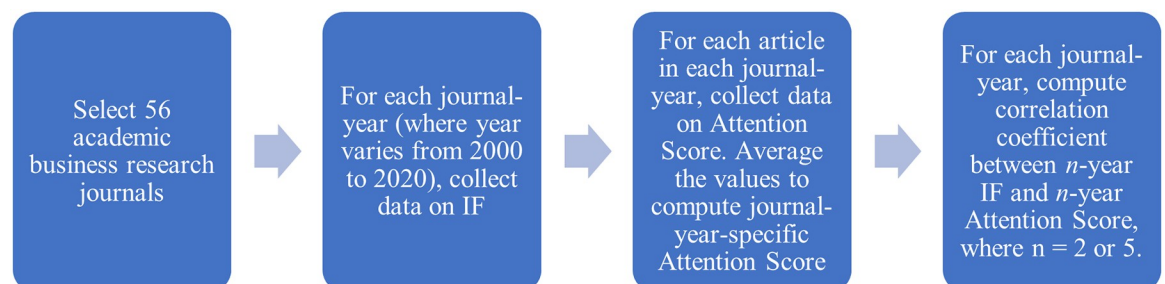 Select 56
academic
business research
journals
For each journal-
year (where year
varies from 2000
to 2020), collect
data on IF
For each article
in each journal-
year, collect data
on Attention
Score. Average
the values to
compute journal-
year-specific
Attention Score
For each journal-
year, compute
correlation
coefficient
between n-year
IF and n-year
Attention Score,
where n = 2 or 5.